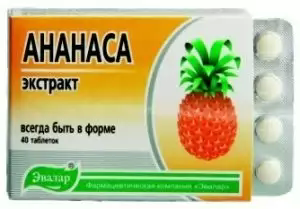 АНАНАСА
экстракт
всегда быть в форме
40 таблеток
Эвалар
Фармацевтическая компания «Эвалар»